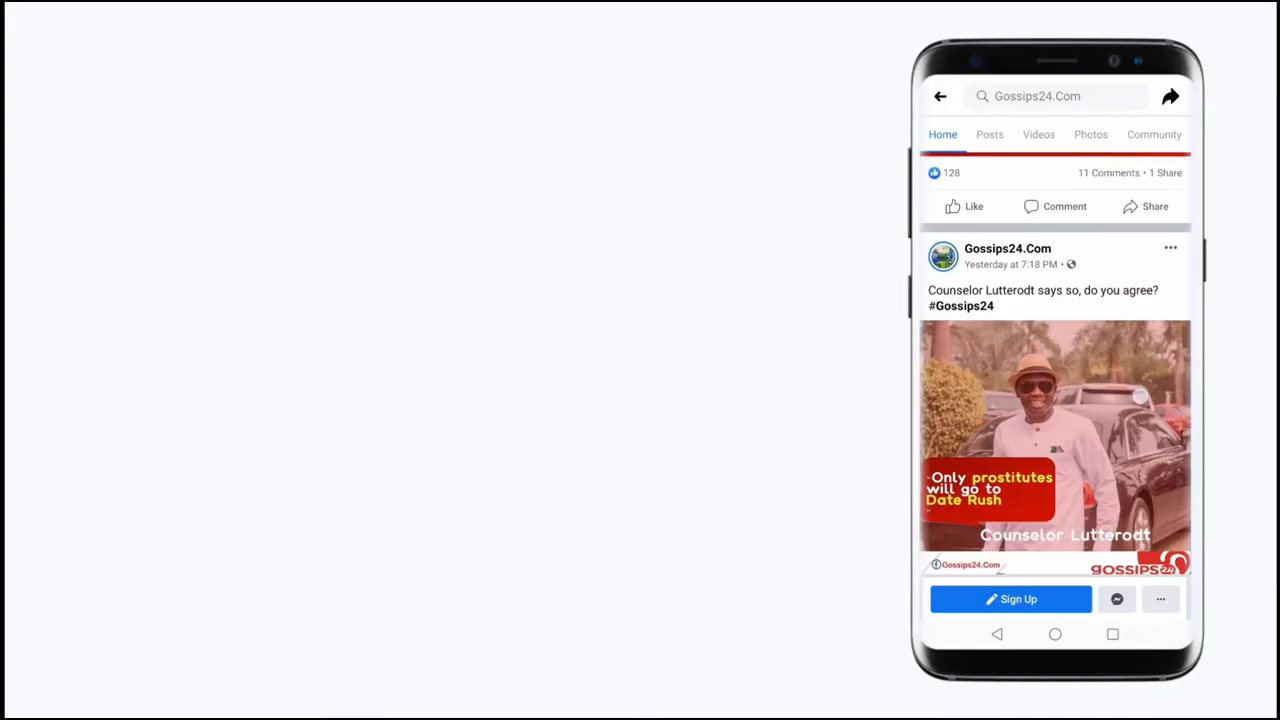 Gossips24.Com
Home Posts Videos Photos Community
128 11 Comments • 1 Share
Like Comment Share
Gossips24.Com
Yesterday at 7:18 PM •
Counselor Lutterodt says so, do you agree?
#Gossips24
Only prostitutes
will go to
Date Rush
Counselor Lutterodt
Gossips24.Com
GOSSIPS24
Sign Up